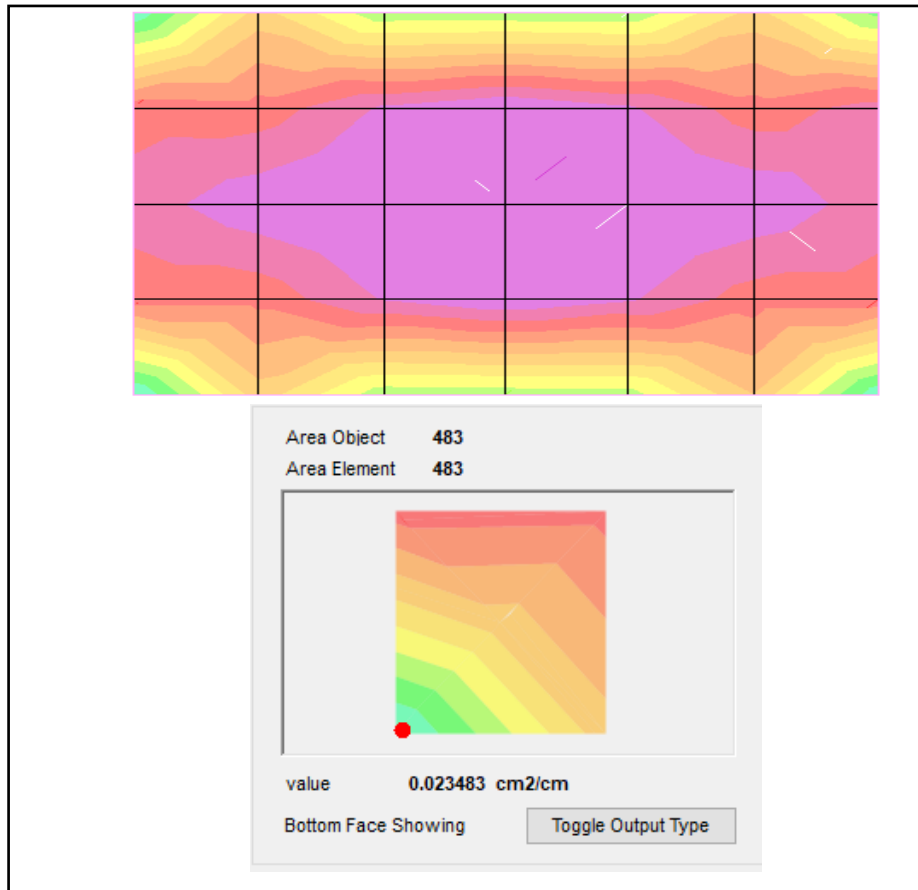 Area Object 483
Area Element 483
value 0.023483 cm2/cm
Bottom Face Showing Toggle Output Type